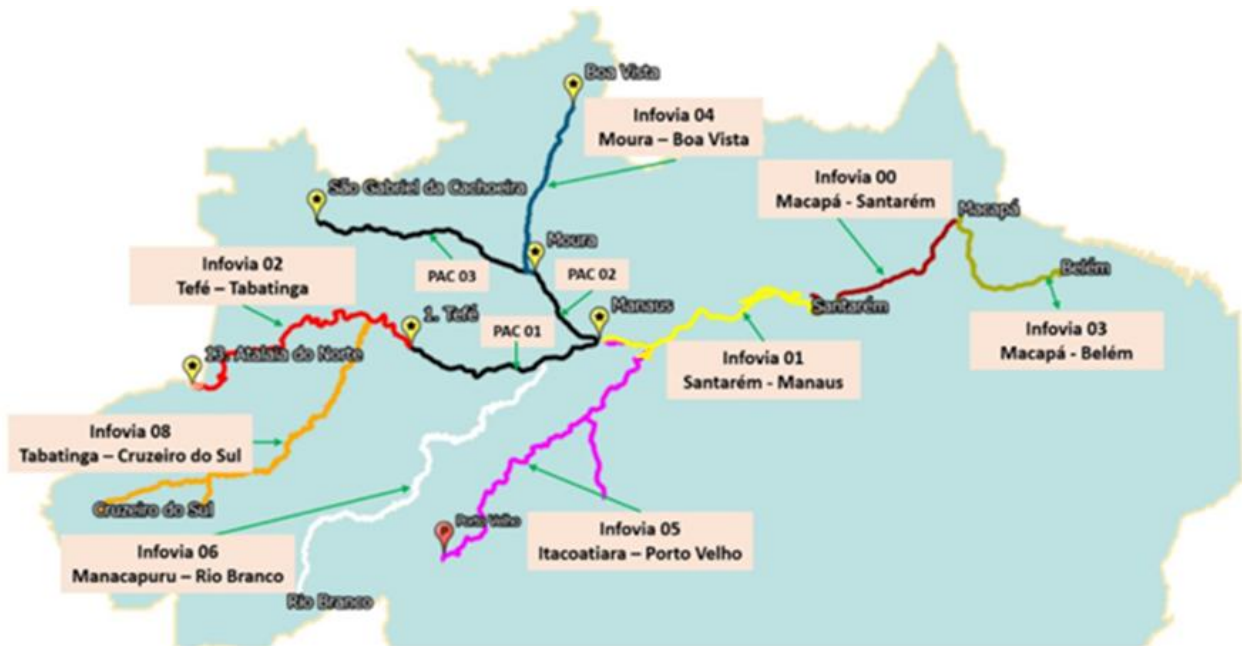 Boa Vista
Infovia 04
Moura – Boa Vista
São Gabriel da Cachoeira
Infovia 00
Macapá - Santarém
Macapá
Moura
Infovia 02
Tefé – Tabatinga
PAC 03
PAC 02
Belém
Manaus
Santarém
1. Tefé
PAC 01
Infovia 03
Macapá - Belém
13. Atalaia do Norte
Infovia 01
Santarém - Manaus
Infovia 08
Tabatinga – Cruzeiro do Sul
Cruzeiro do Sul
P
Porto Velho
Infovia 05
Itacoatiara – Porto Velho
Infovia 06
Manacapuru – Rio Branco
Rio Branco